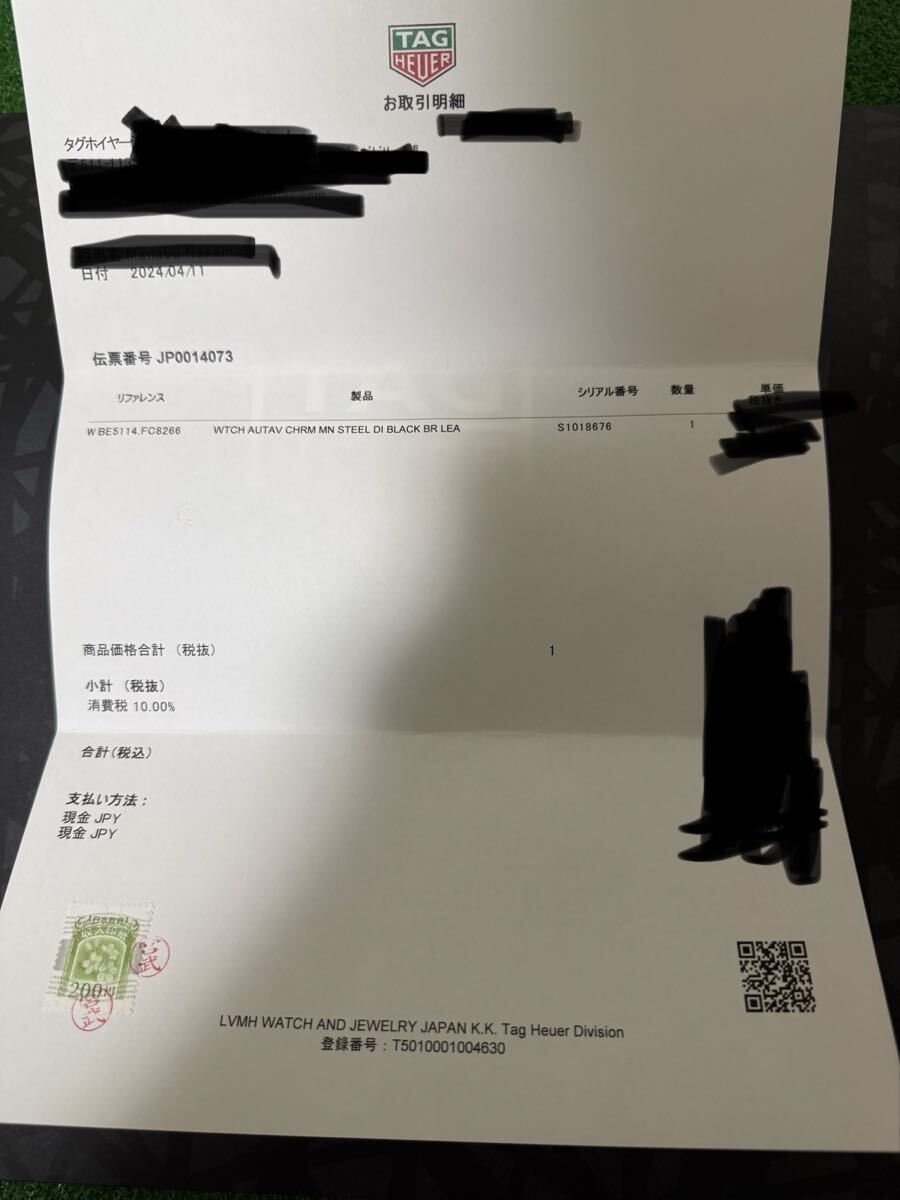 TAG
HEUER
お取引明細
タグホイヤー
日付 2024/04/11
伝票番号 JP0014073
リファレンス 製品 シリアル番号 数量 単価
税抜き
WBE5114.FC8266 WTCH AUTAV CHRM MN STEEL DI BLACK BR LEA S1018676 1
商品価格合計 （税抜） 1
小計 （税抜）
消費税 10.00%
合計(税込)
支払い方法：
現金 JPY
現金 JPY
収入印紙
200円
LVMH WATCH AND JEWELRY JAPAN K.K. Tag Heuer Division
登録番号：T5010001004630